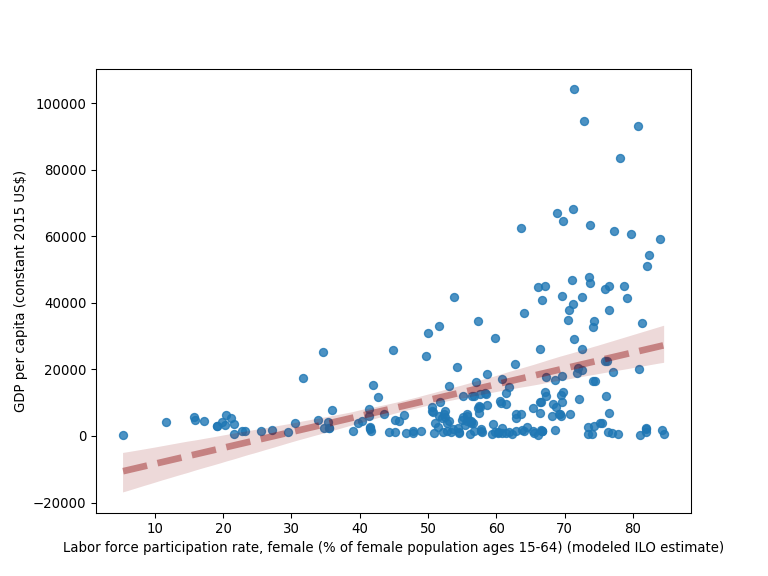 100000
80000
60000
40000
20000
0
−20000
GDP per capita (constant 2015 US$)
10 20 30 40 50 60 70 80
Labor force participation rate, female (% of female population ages 15-64) (modeled ILO estimate)